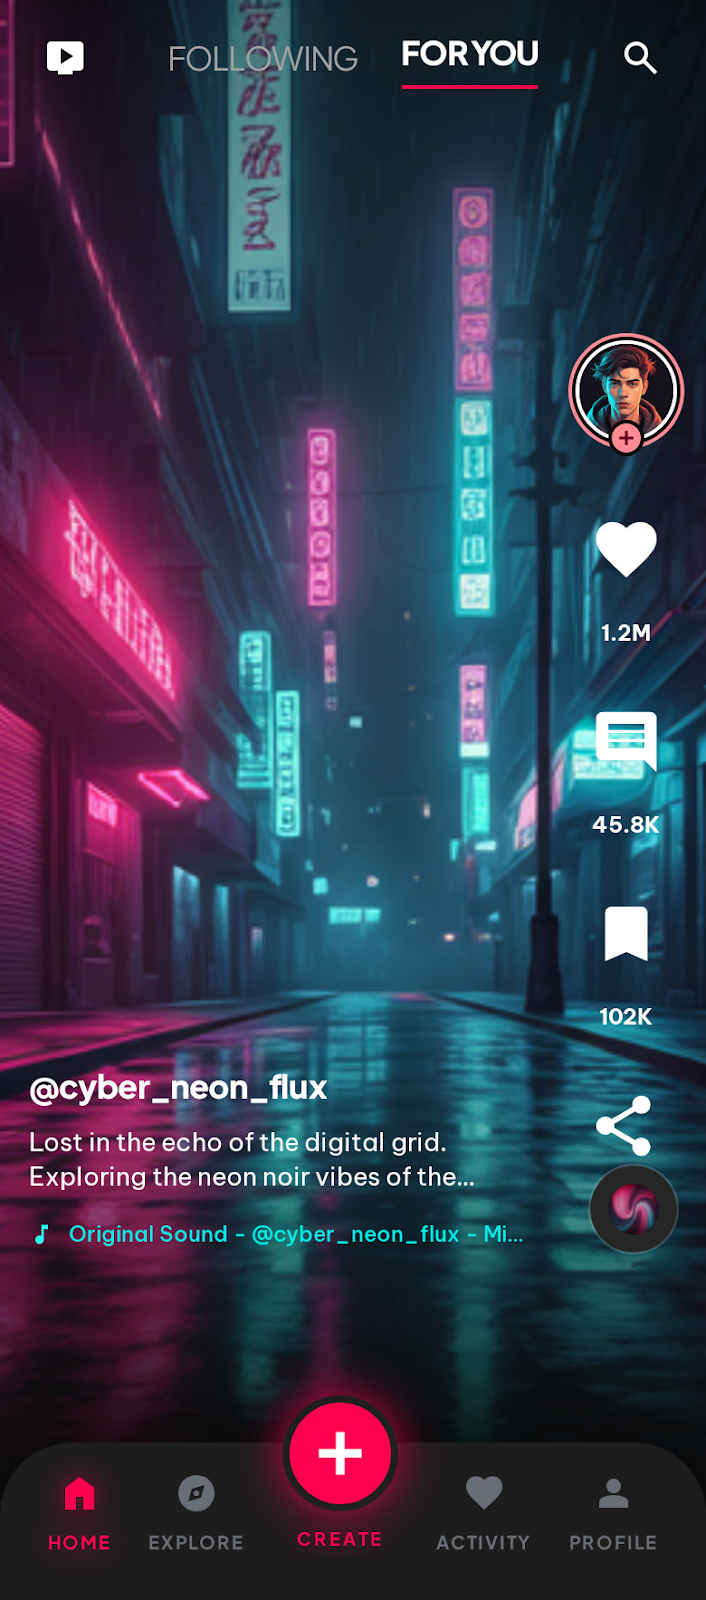 FOLLOWING FOR YOU
1.2M
45.8K
102K
@cyber_neon_flux
Lost in the echo of the digital grid.
Exploring the neon noir vibes of the...
Original Sound - @cyber_neon_flux - Mi...
HOME EXPLORE CREATE ACTIVITY PROFILE